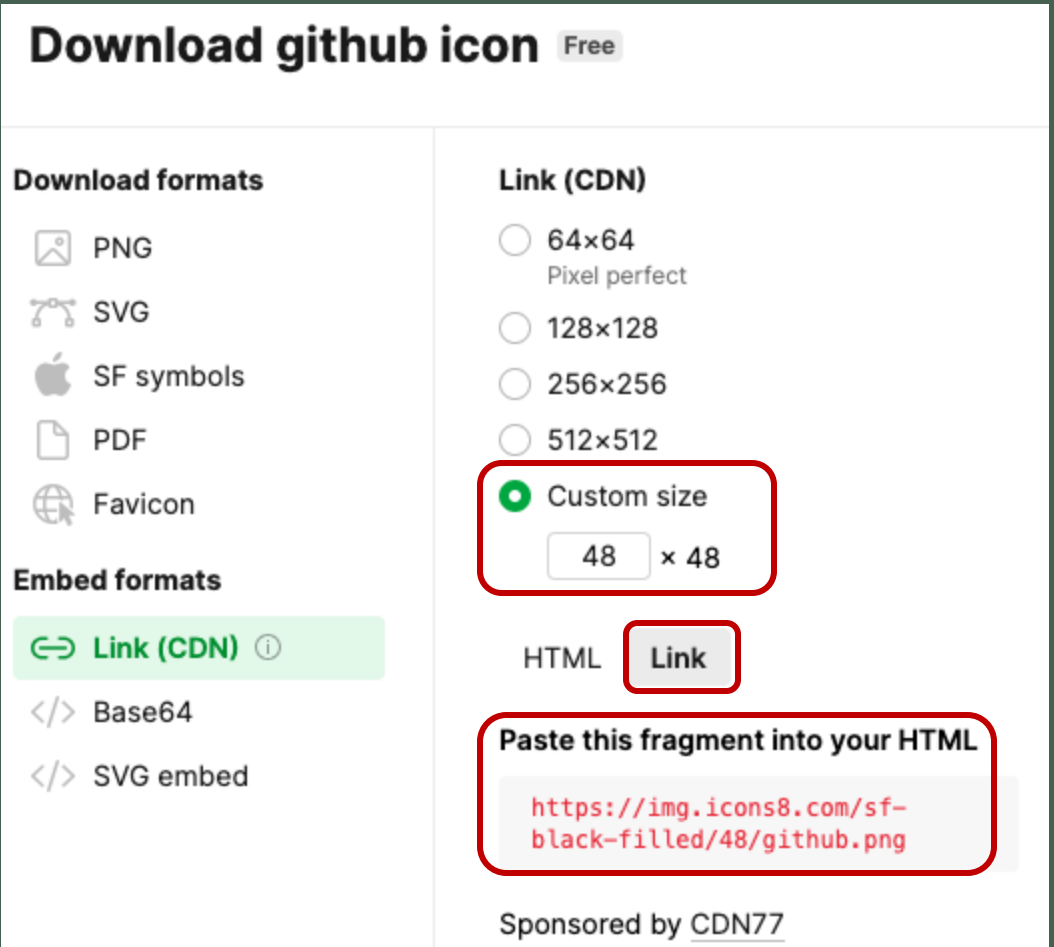 Download github icon Free
Download formats
PNG
SVG
SF symbols
PDF
Favicon
Embed formats
Link (CDN)
Base64
SVG embed
Link (CDN)
64×64
Pixel perfect
128×128
256×256
512×512
Custom size
48 × 48
HTML Link
Paste this fragment into your HTML
https://img.icons8.com/sf-
black-filled/48/github.png
Sponsored by CDN77